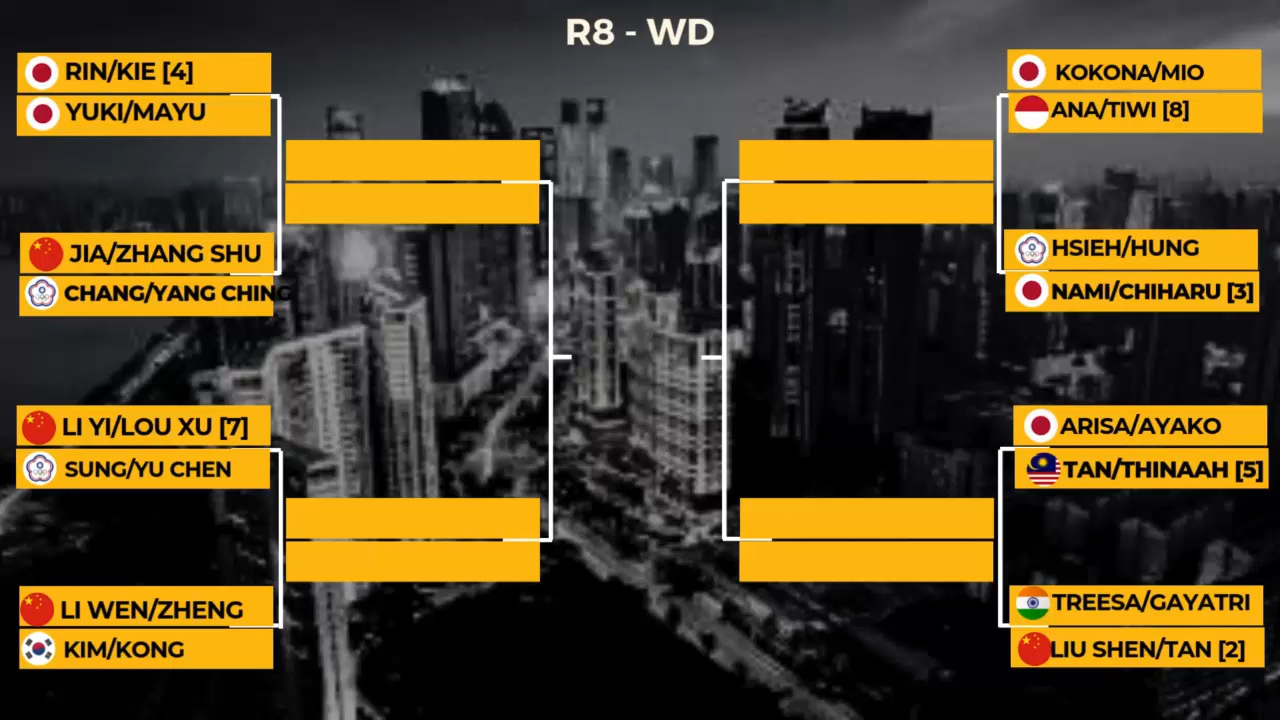 R8 - WD
RIN/KIE [4]
YUKI/MAYU
JIA/ZHANG SHU
CHANG/YANG CHING
LI YI/LOU XU [7]
SUNG/YU CHEN
LI WEN/ZHENG
KIM/KONG
KOKONA/MIO
ANA/TIWI [8]
HSIEH/HUNG
NAMI/CHIHARU [3]
ARISA/AYAKO
TAN/THINAAH [5]
TREESA/GAYATRI
LIU SHEN/TAN [2]